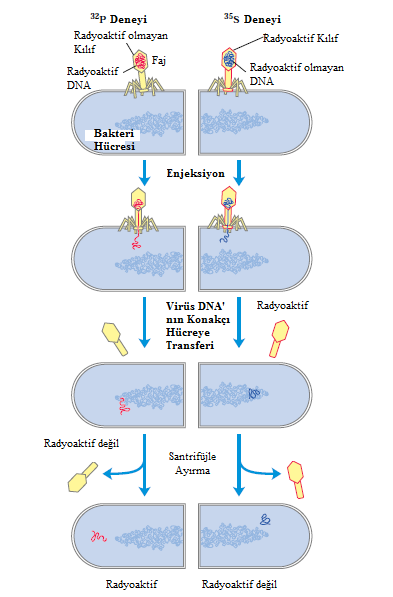 ³²P Deneyi
³⁵S Deneyi
Radyoaktif olmayan
Kılıf
Faj
Radyoaktif
DNA
Radyoaktif Kılıf
Radyoaktif olmayan
DNA
Bakteri
Hücresi
Enjeksiyon
Virüs DNA'
nın Konakçı
Hücreye
Transferi
Radyoaktif
Radyoaktif değil
Santrifüjle
Ayırma
Radyoaktif
Radyoaktif değil